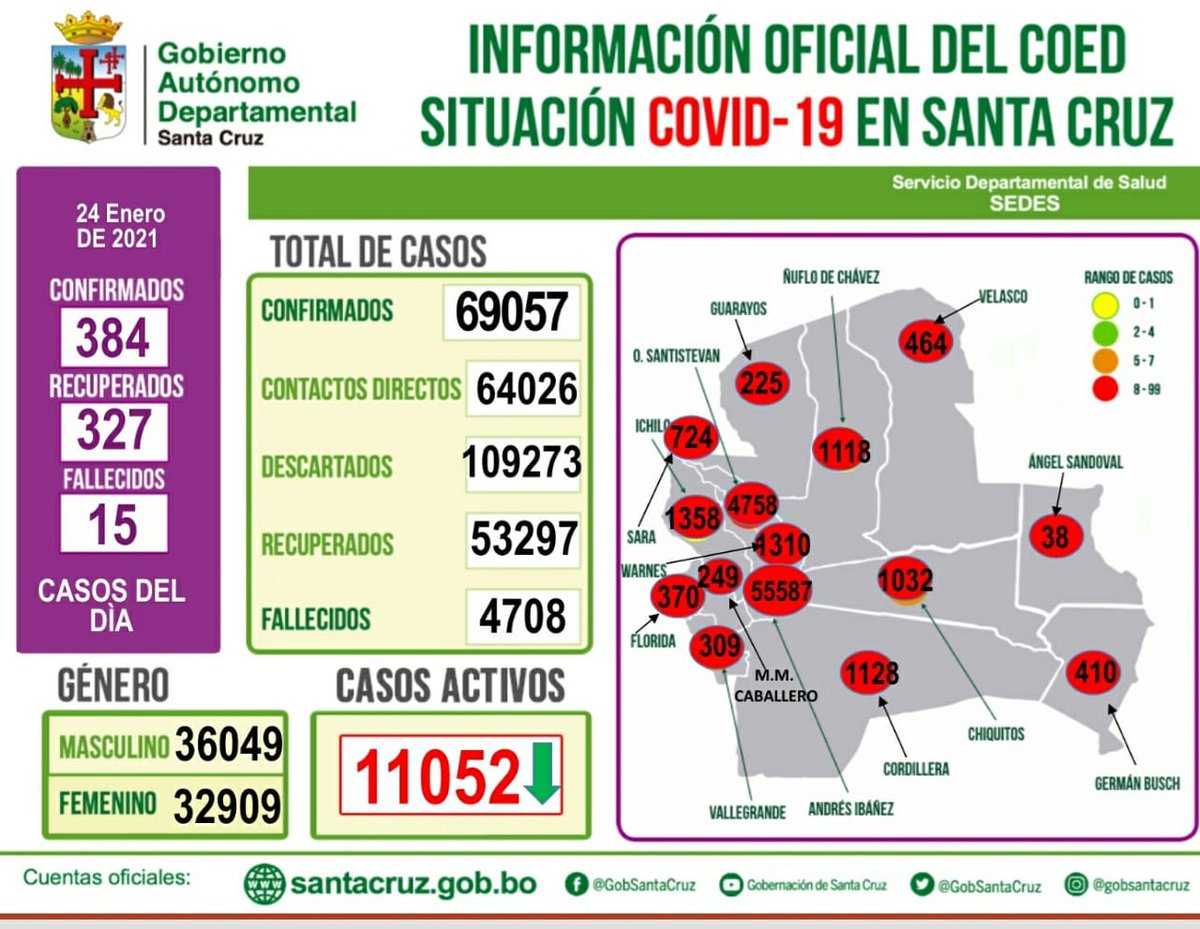 Gobierno
Autónomo
Departamental
Santa Cruz
INFORMACIÓN OFICIAL DEL COED
SITUACIÓN COVID-19 EN SANTA CRUZ
Servicio Departamental de Salud
SEDES
24 Enero
DE 2021
CONFIRMADOS
384
RECUPERADOS
327
FALLECIDOS
15
CASOS DEL
DÌA
TOTAL DE CASOS
CONFIRMADOS 69057
CONTACTOS DIRECTOS 64026
DESCARTADOS 109273
RECUPERADOS 53297
FALLECIDOS 4708
GÉNERO
MASCULINO 36049
FEMENINO 32909
CASOS ACTIVOS
11052
RANGO DE CASOS
0 - 1
2 - 4
5 - 7
8 - 99
ÑUFLO DE CHÁVEZ
VELASCO
GUARAYOS
464
O. SANTISTEVAN
225
ICHILO
724
1118
ÁNGEL SANDOVAL
4758
1358
SARA
38
1310
WARNES
249
1032
370
55587
FLORIDA
309
M.M.
CABALLERO
1128
410
CHIQUITOS
CORDILLERA
GERMÁN BUSCH
VALLEGRANDE
ANDRÉS IBÁÑEZ
Cuentas oficiales:
www
santacruz.gob.bo
@GobSantaCruz
Gobernación de Santa Cruz
@GobSantaCruz
@gobsantacruz